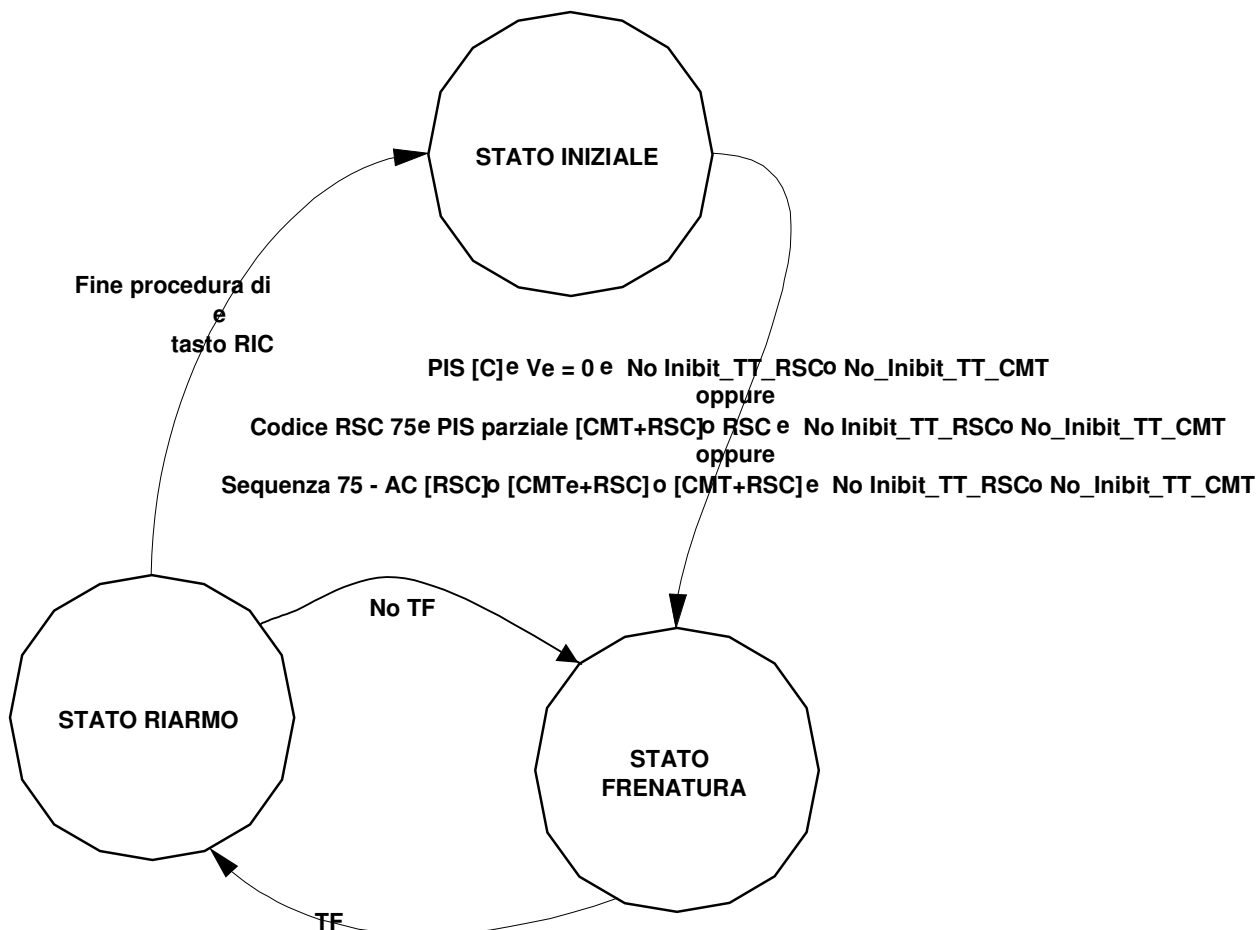 STATO INIZIALE
Fine procedura di
e
tasto RIC
PIS [C] e Ve = 0 e No Inibit_TT_RSC o No_Inibit_TT_CMT
oppure
Codice RSC 75 e PIS parziale [CMT+RSC] o RSC e No Inibit_TT_RSC o No_Inibit_TT_CMT
oppure
Sequenza 75 - AC [RSC] o [CMTe+RSC] o [CMT+RSC] e No Inibit_TT_RSC o No_Inibit_TT_CMT
No TF
STATO RIARMO
STATO
FRENATURA
TF